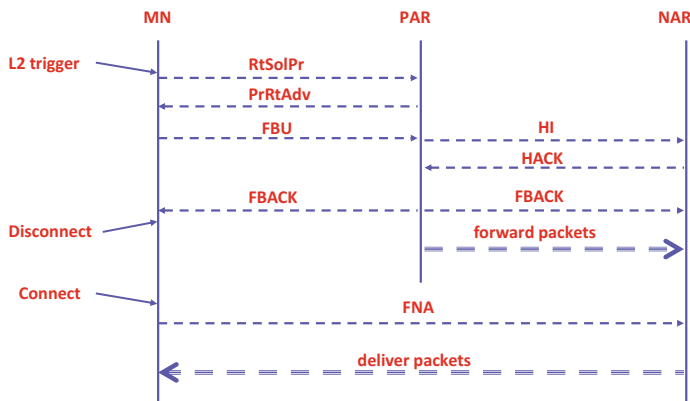 MN PAR NAR
L2 trigger
RtSolPr
PrRtAdv
FBU HI
HACK
FBACK FBACK
Disconnect
forward packets
Connect
FNA
deliver packets